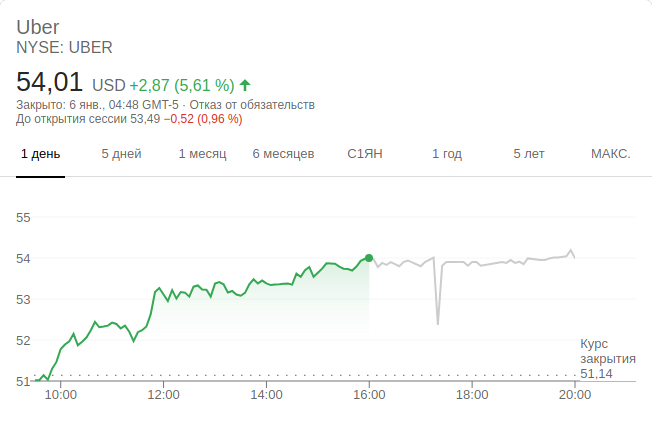 Uber
NYSE: UBER
54,01 USD +2,87 (5,61 %)
Закрыто: 6 янв., 04:48 GMT-5 · Отказ от обязательств
До открытия сессии 53,49 −0,52 (0,96 %)
1 день 5 дней 1 месяц 6 месяцев С1ЯН 1 год 5 лет МАКС.
55
54
53
52
Курс
закрытия
51,14
51
10:00 12:00 14:00 16:00 18:00 20:00